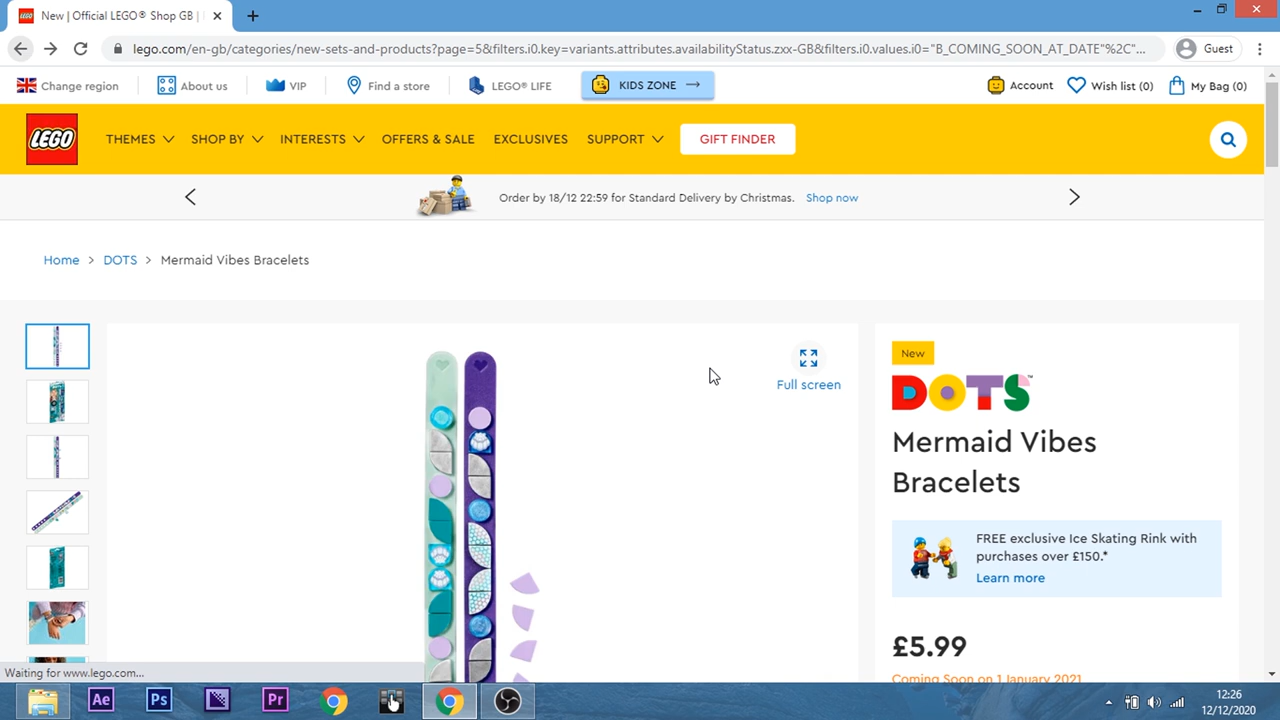 New | Official LEGO® Shop GB |
lego.com/en-gb/categories/new-sets-and-products?page=5&filters.i0.key=variants.attributes.availabilityStatus.zxx-GB&filters.i0.values.i0="B_COMING_SOON_AT_DATE"%2C"...
Guest
Change region
About us
VIP
Find a store
LEGO® LIFE
KIDS ZONE
Account
Wish list (0)
My Bag (0)
LEGO
THEMES
SHOP BY
INTERESTS
OFFERS & SALE
EXCLUSIVES
SUPPORT
GIFT FINDER
Order by 18/12 22:59 for Standard Delivery by Christmas. Shop now
Home > DOTS > Mermaid Vibes Bracelets
Full screen
New
DOTS™
Mermaid Vibes
Bracelets
FREE exclusive Ice Skating Rink with
purchases over £150.*
Learn more
£5.99
Coming Soon on 1 January 2021
Waiting for www.lego.com...
Ae
Ps
Pr
12:26
12/12/2020